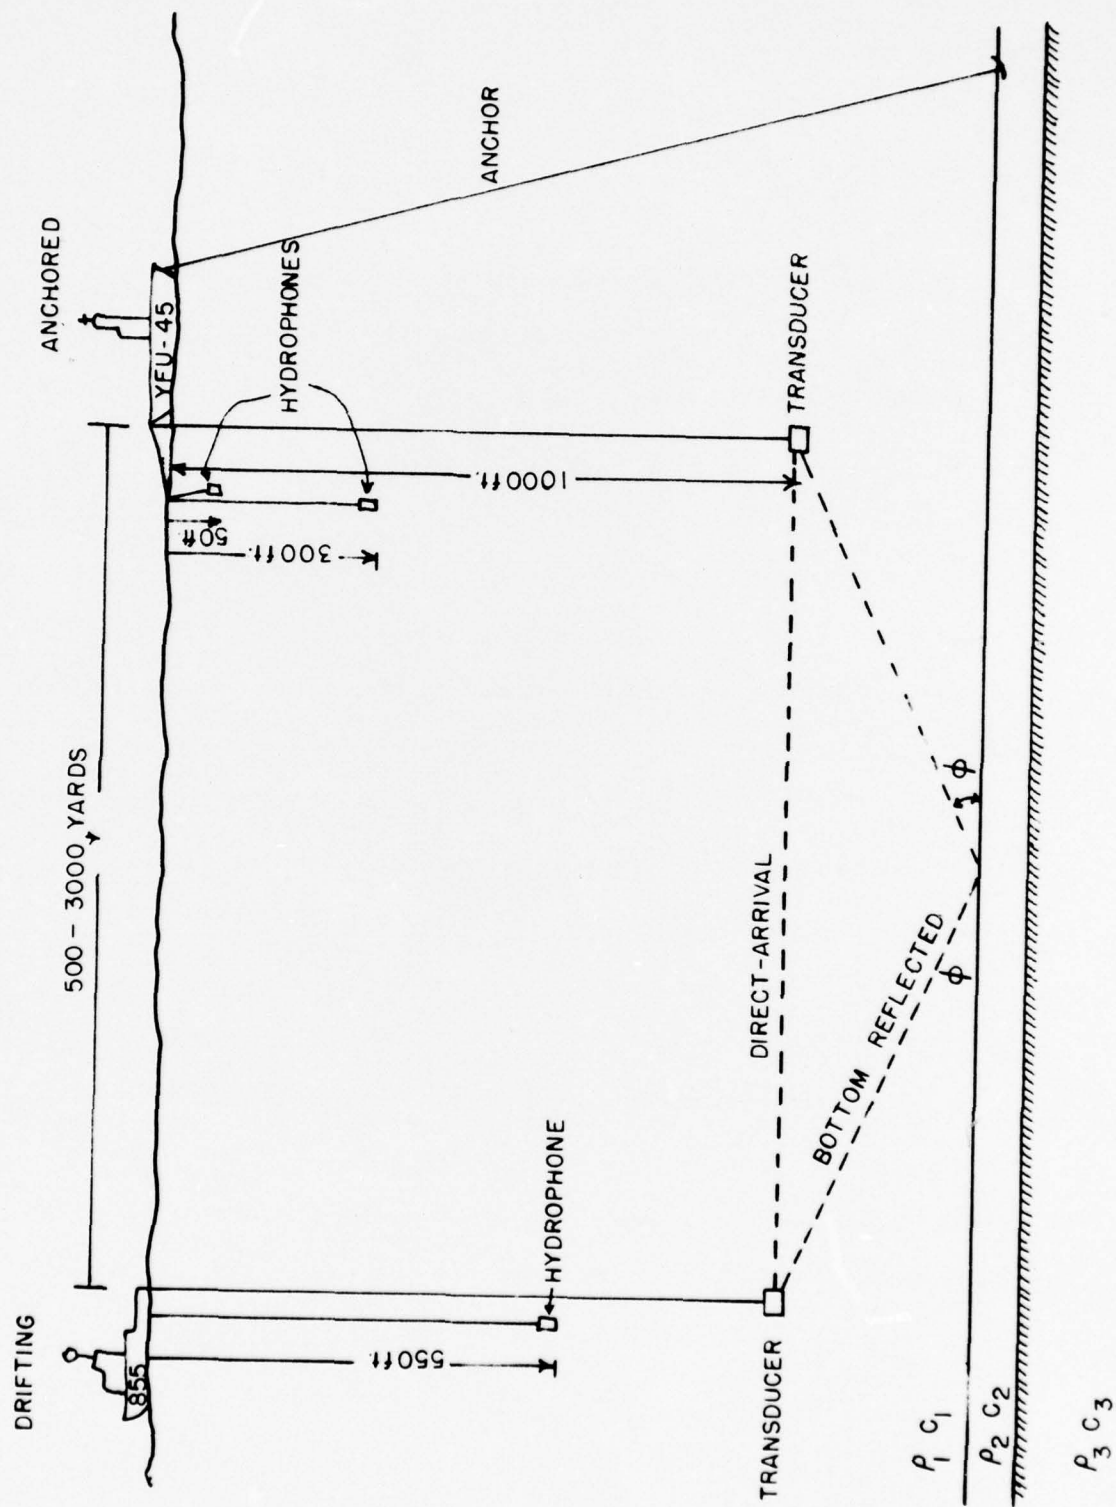 DRIFTING
ANCHORED
500 - 3000 YARDS
855
YFU-45
HYDROPHONES
50ft
300ft.
550ft.
1000ft.
HYDROPHONE
ANCHOR
TRANSDUCER
TRANSDUCER
DIRECT-ARRIVAL
BOTTOM REFLECTED
ϕ
ϕ
ρ1 C1
ρ2 C2
ρ3 C3